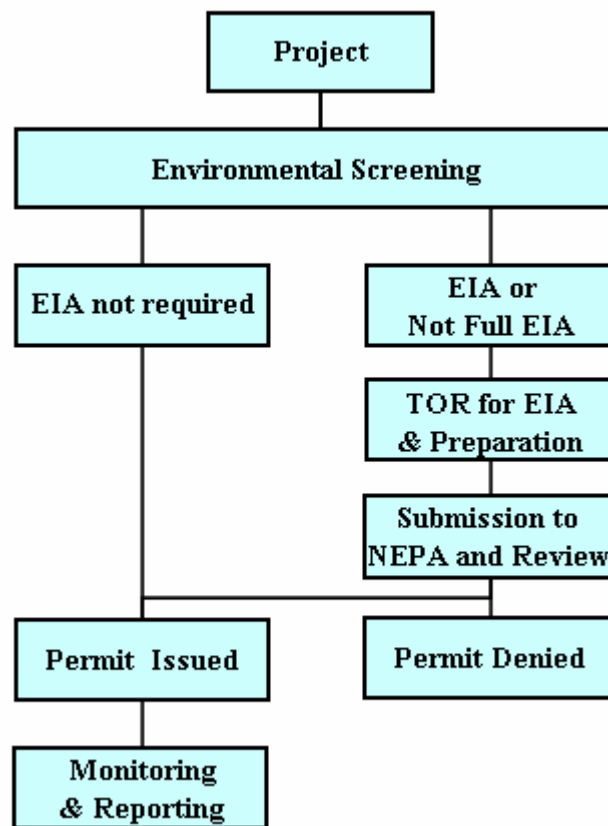 Project
Environmental Screening
EIA not required
EIA or
Not Full EIA
TOR for EIA
& Preparation
Submission to
NEPA and Review
Permit Issued
Permit Denied
Monitoring
& Reporting